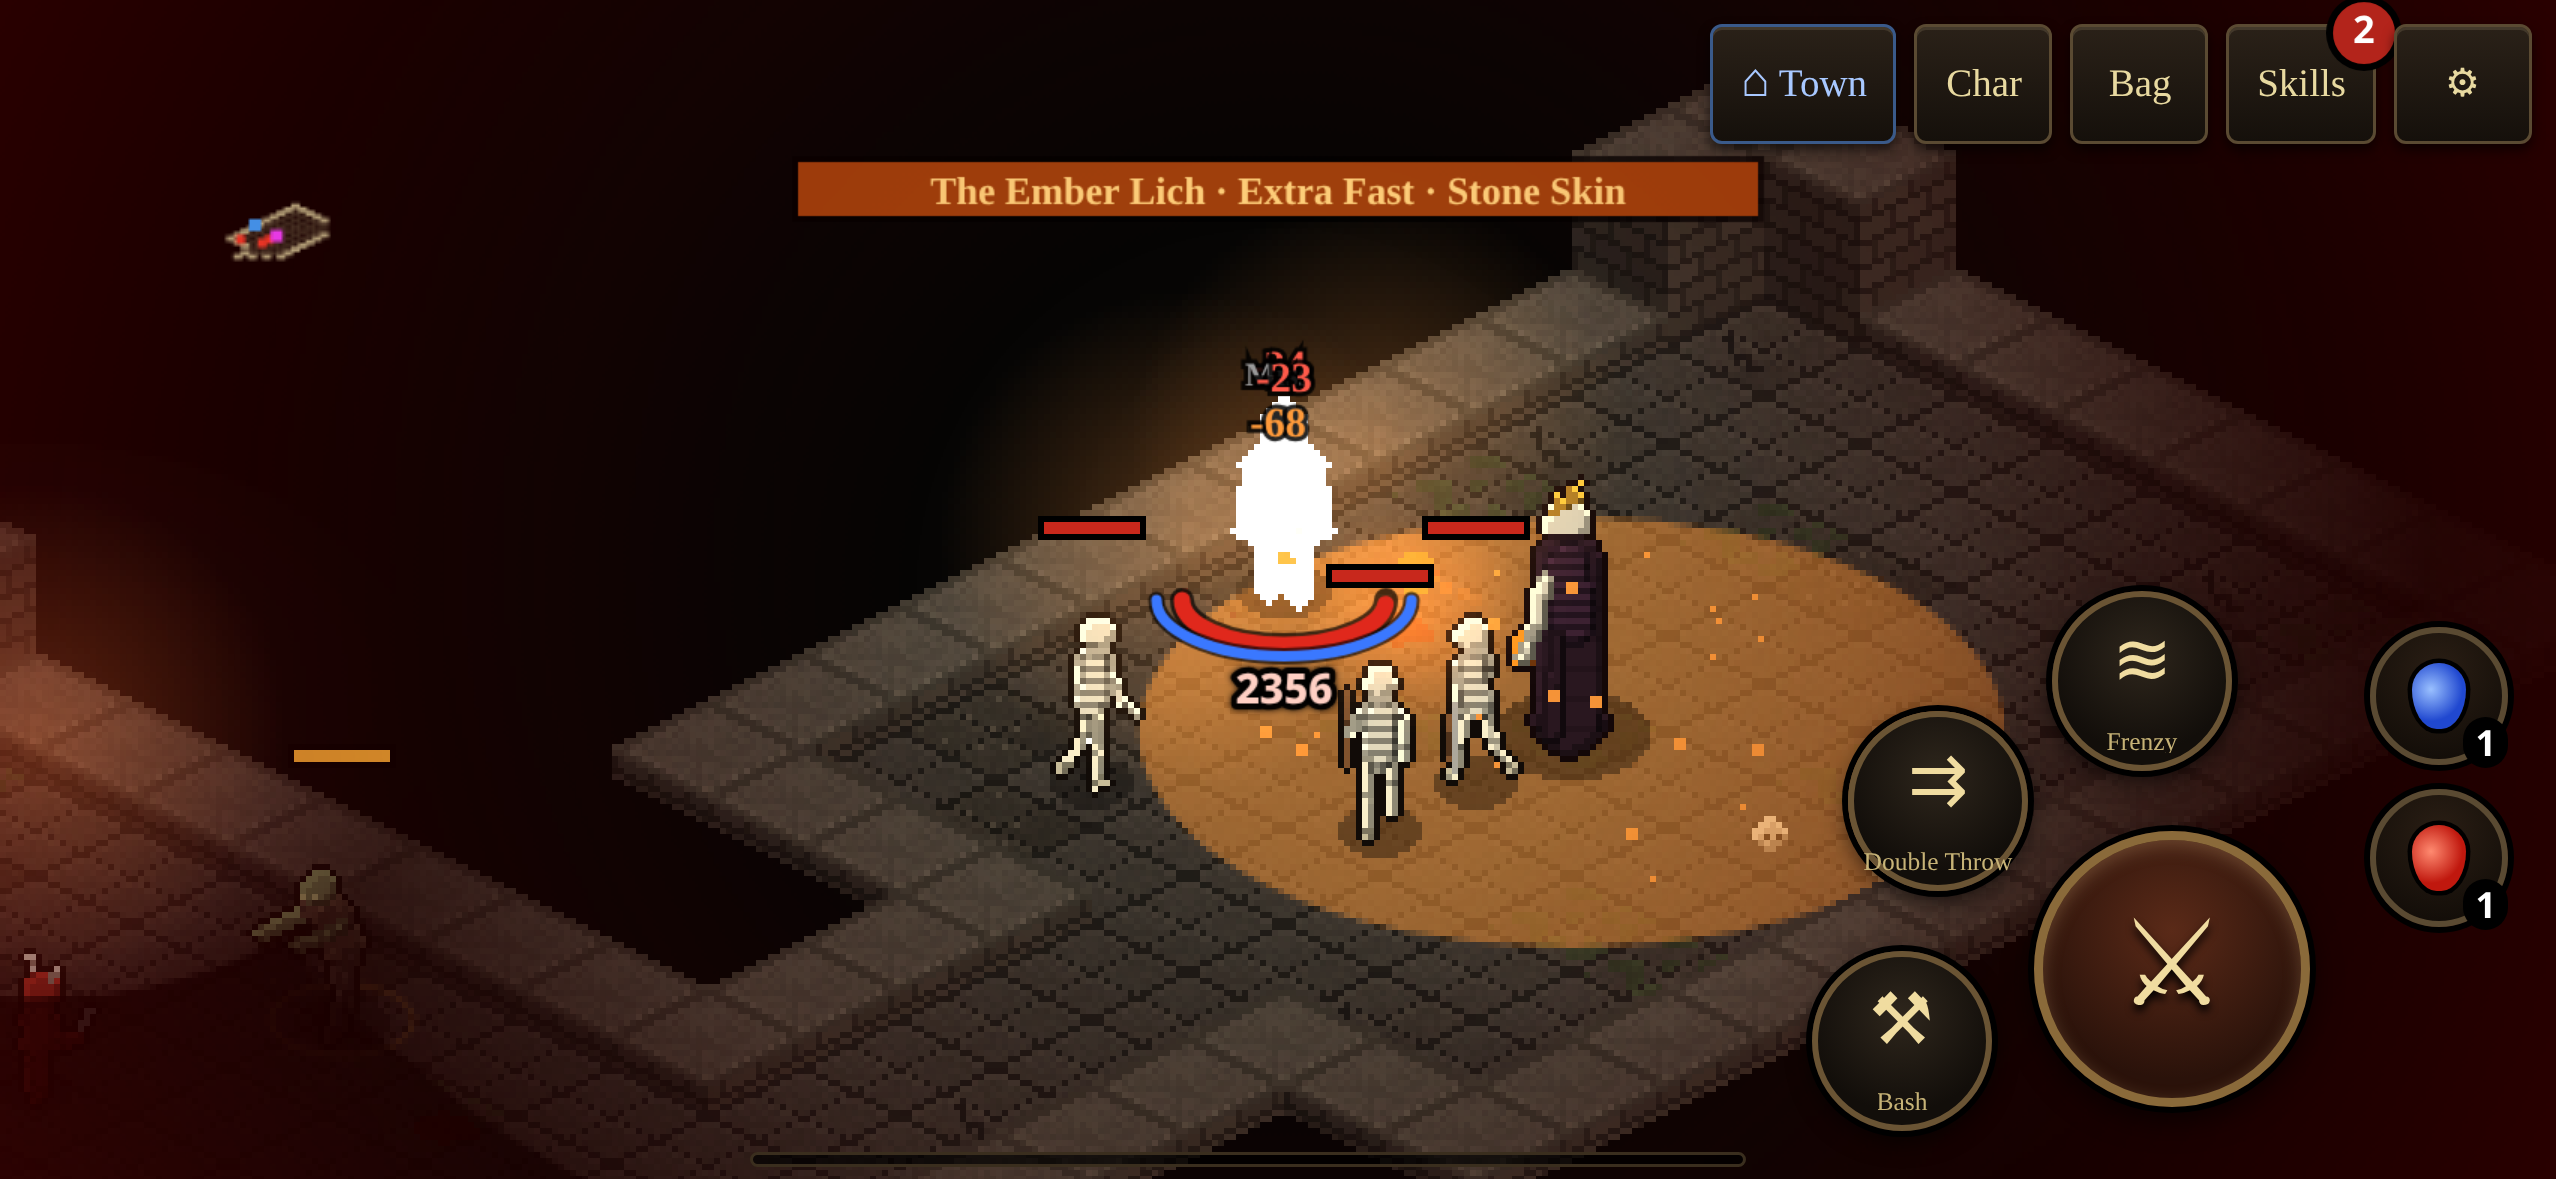 2
⌂ Town
Char
Bag
Skills
The Ember Lich · Extra Fast · Stone Skin
-23
-68
2356
Frenzy
1
Double Throw
1
Bash